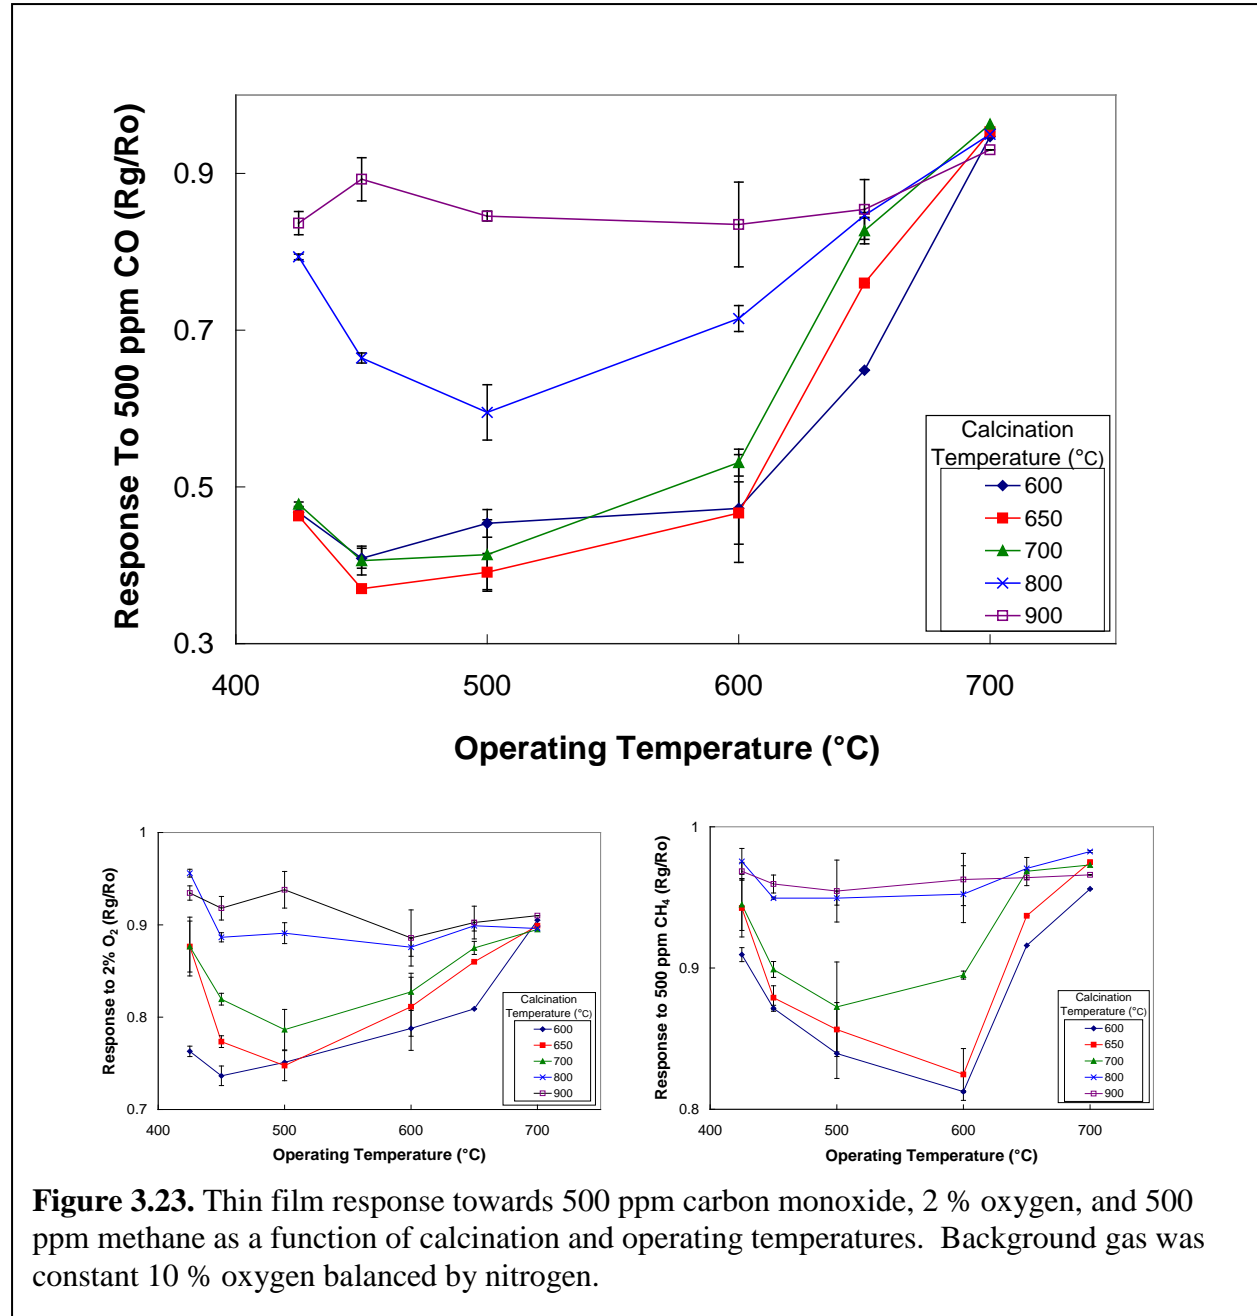 Response To 500 ppm CO (Rg/Ro)
0.9
0.7
0.5
0.3
400
500
600
700
Operating Temperature (°C)
Calcination
Temperature (°C)
600
650
700
800
900
Response to 2% O₂ (Rg/Ro)
1
0.9
0.8
0.7
400
500
600
700
Operating Temperature (°C)
Calcination
Temperature (°C)
600
650
700
800
900
Response to 500 ppm CH₄ (Rg/Ro)
1
0.9
0.8
400
500
600
700
Operating Temperature (°C)
Calcination
Temperature (°C)
600
650
700
800
900
Figure 3.23. Thin film response towards 500 ppm carbon monoxide, 2 % oxygen, and 500
ppm methane as a function of calcination and operating temperatures. Background gas was
constant 10 % oxygen balanced by nitrogen.